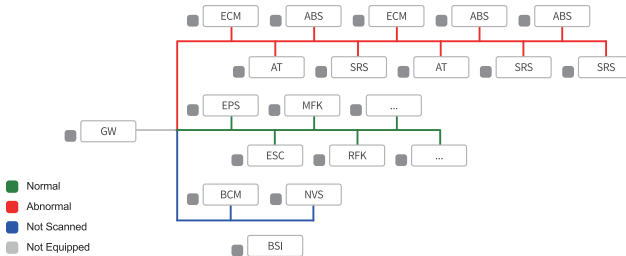 ECM ABS ECM ABS ABS
AT SRS AT SRS SRS
EPS MFK ...
GW
ESC RFK ...
Normal
BCM NVS
Abnormal
Not Scanned
Not Equipped
BSI